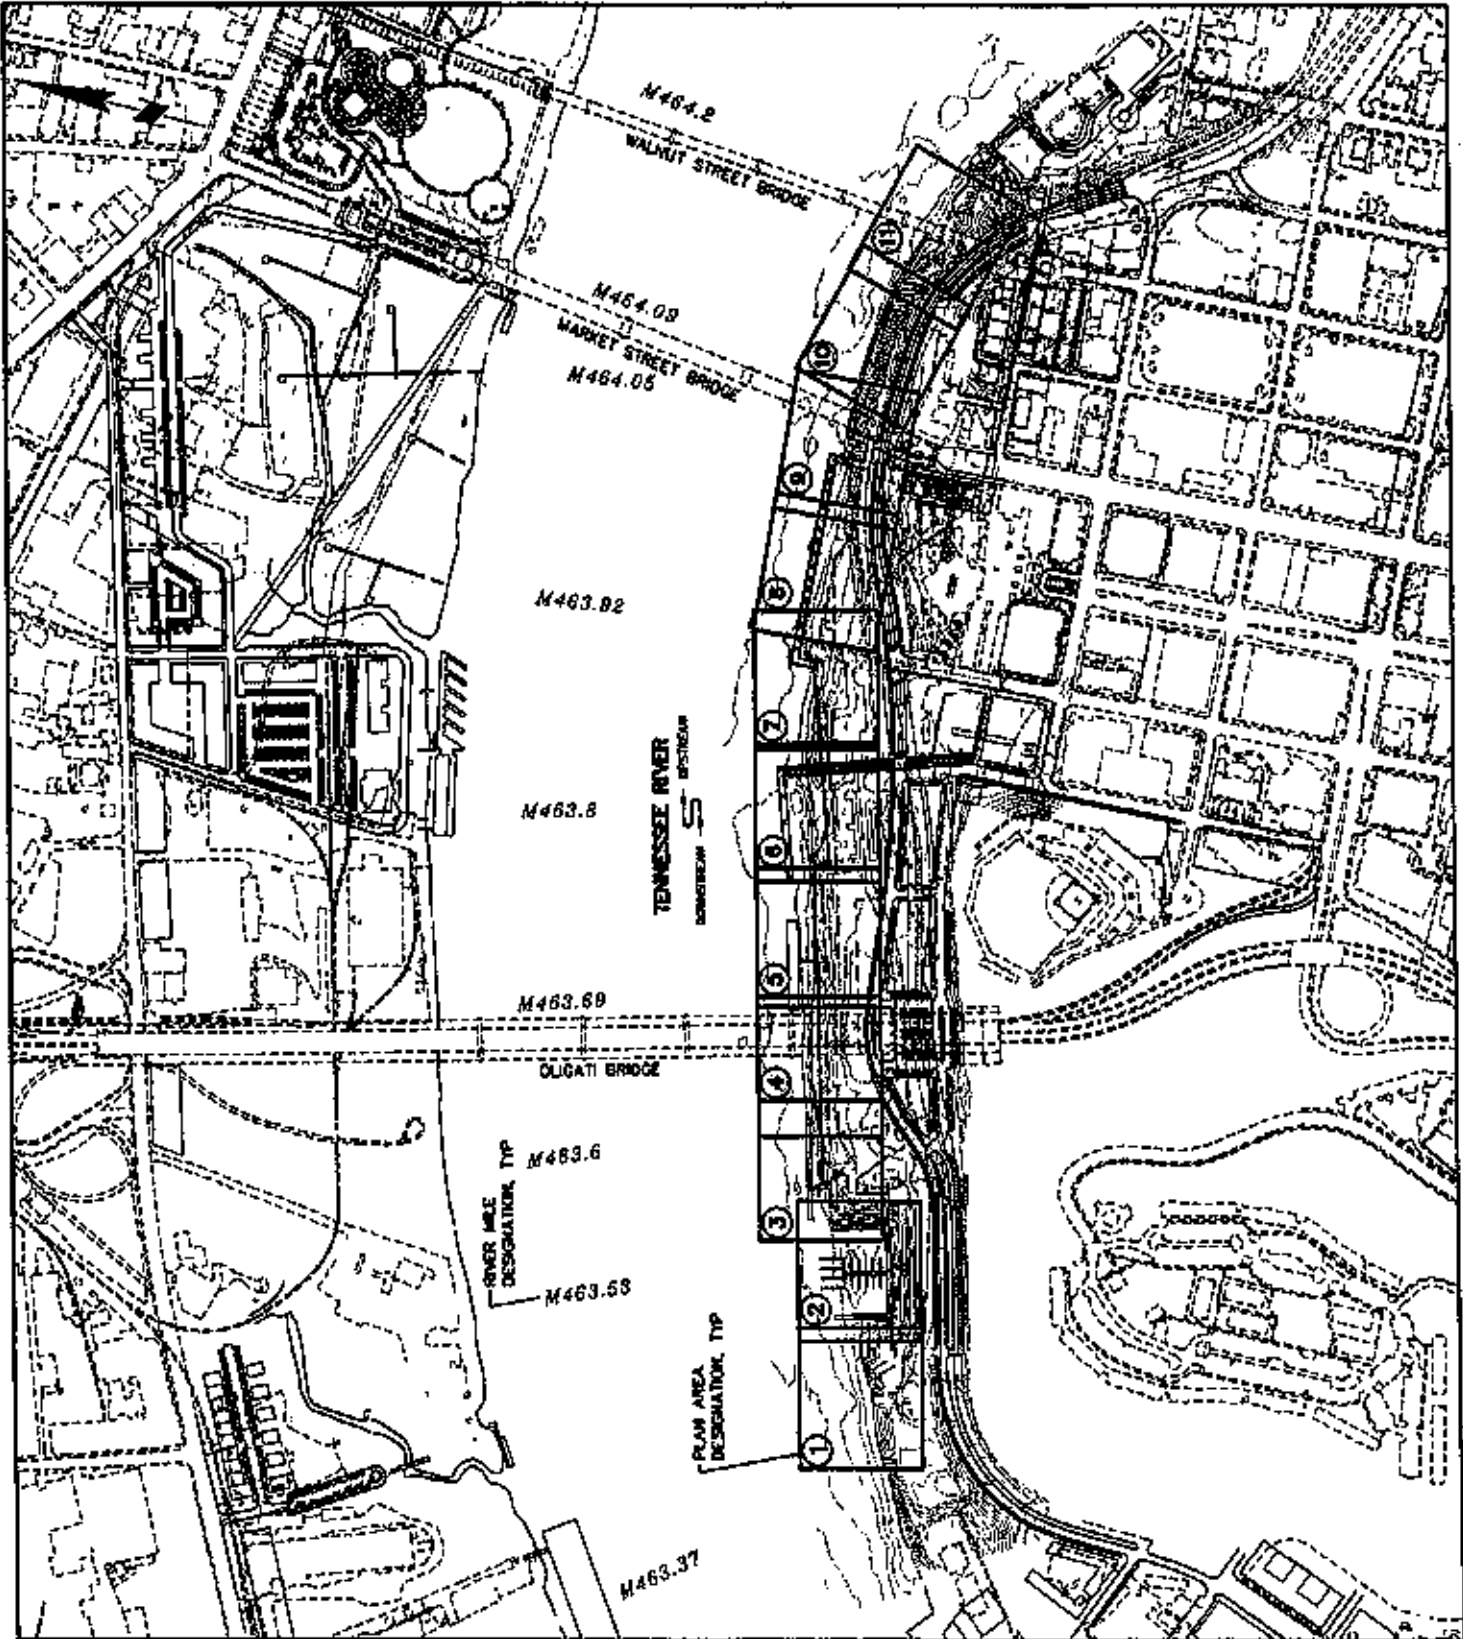 M464.2
WALNUT STREET BRIDGE
M464.09
MARKET STREET BRIDGE
M464.05
M463.92
TENNESSEE RIVER
DOWNSTREAM
UPSTREAM
M463.8
M463.69
OLIGATI BRIDGE
M463.6
RIVER MILE
DESIGNATION, TYP
M463.53
PLAN AREA
DESIGNATION, TYP
M463.37
11
10
9
8
7
6
5
4
3
2
1